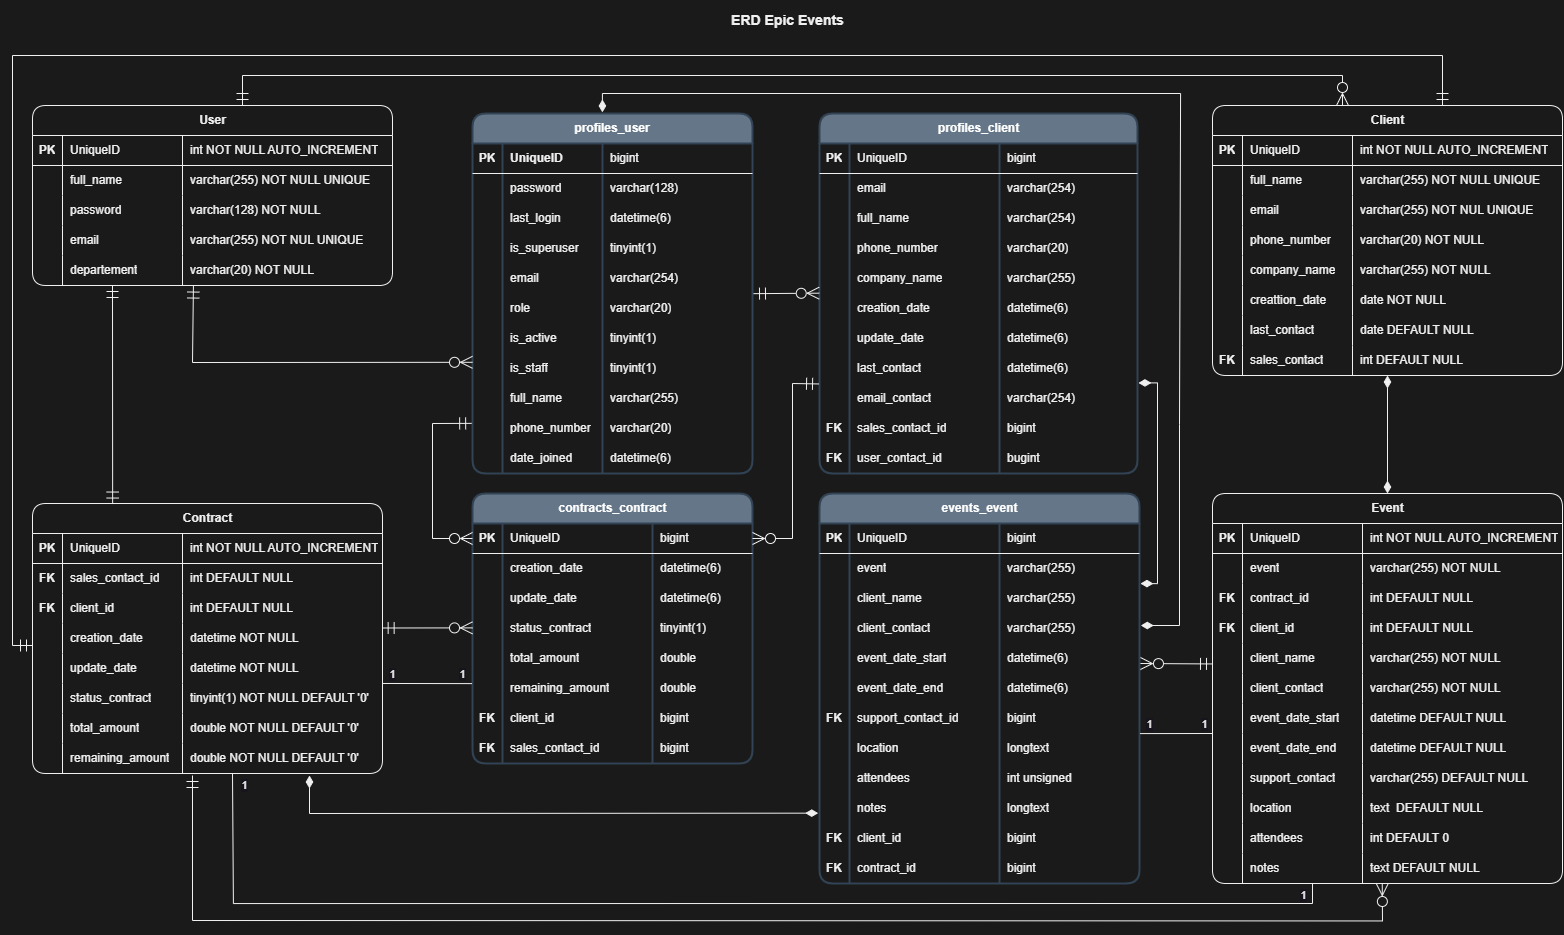 ERD Epic Events
User
PK UniqueID int NOT NULL AUTO_INCREMENT
full_name varchar(255) NOT NULL UNIQUE
password varchar(128) NOT NULL
email varchar(255) NOT NUL UNIQUE
departement varchar(20) NOT NULL
profiles_user
PK UniqueID bigint
password varchar(128)
last_login datetime(6)
is_superuser tinyint(1)
email varchar(254)
role varchar(20)
is_active tinyint(1)
is_staff tinyint(1)
full_name varchar(255)
phone_number varchar(20)
date_joined datetime(6)
profiles_client
PK UniqueID bigint
email varchar(254)
full_name varchar(254)
phone_number varchar(20)
company_name varchar(255)
creation_date datetime(6)
update_date datetime(6)
last_contact datetime(6)
email_contact varchar(254)
FK sales_contact_id bigint
FK user_contact_id bugint
Client
PK UniqueID int NOT NULL AUTO_INCREMENT
full_name varchar(255) NOT NULL UNIQUE
email varchar(255) NOT NUL UNIQUE
phone_number varchar(20) NOT NULL
company_name varchar(255) NOT NULL
creattion_date date NOT NULL
last_contact date DEFAULT NULL
FK sales_contact int DEFAULT NULL
Contract
PK UniqueID int NOT NULL AUTO_INCREMENT
FK sales_contact_id int DEFAULT NULL
FK client_id int DEFAULT NULL
creation_date datetime NOT NULL
update_date datetime NOT NULL
status_contract tinyint(1) NOT NULL DEFAULT '0'
total_amount double NOT NULL DEFAULT '0'
remaining_amount double NOT NULL DEFAULT '0'
1
1
1
contracts_contract
PK UniqueID bigint
creation_date datetime(6)
update_date datetime(6)
status_contract tinyint(1)
total_amount double
remaining_amount double
FK client_id bigint
FK sales_contact_id bigint
events_event
PK UniqueID bigint
event varchar(255)
client_name varchar(255)
client_contact varchar(255)
event_date_start datetime(6)
event_date_end datetime(6)
FK support_contact_id bigint
location longtext
attendees int unsigned
notes longtext
FK client_id bigint
FK contract_id bigint
1
1
Event
PK UniqueID int NOT NULL AUTO_INCREMENT
event varchar(255) NOT NULL
FK contract_id int DEFAULT NULL
FK client_id int DEFAULT NULL
client_name varchar(255) NOT NULL
client_contact varchar(255) NOT NULL
event_date_start datetime DEFAULT NULL
event_date_end datetime DEFAULT NULL
support_contact varchar(255) DEFAULT NULL
location text DEFAULT NULL
attendees int DEFAULT 0
notes text DEFAULT NULL
1